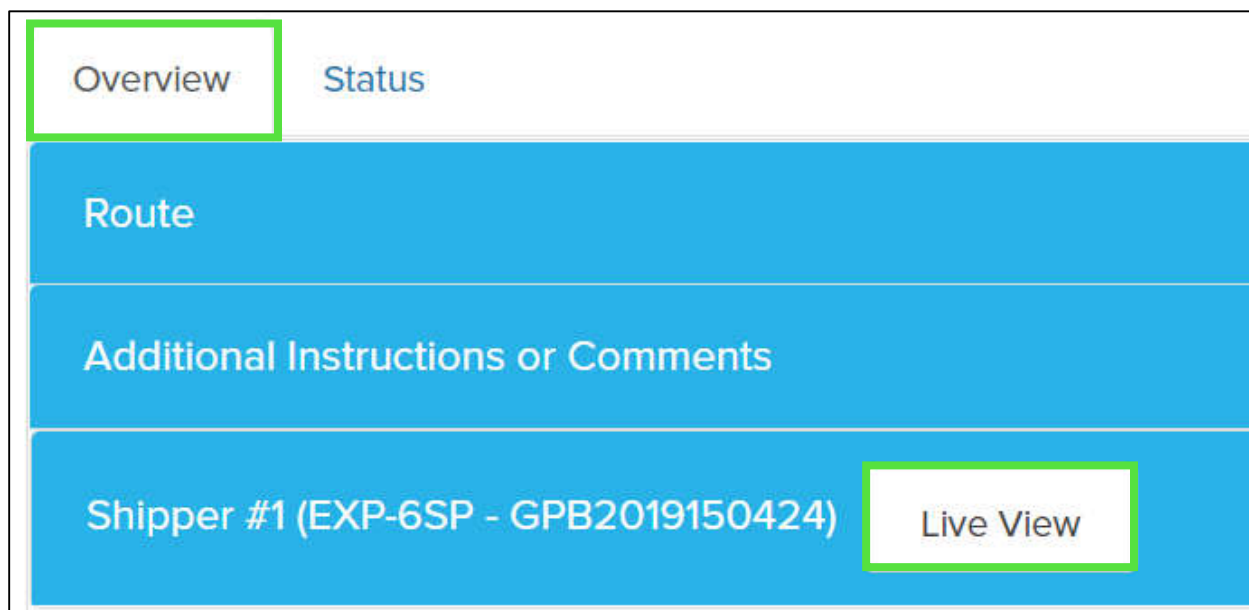 Overview Status
Route
Additional Instructions or Comments
Shipper #1 (EXP-6SP - GPB2019150424) Live View